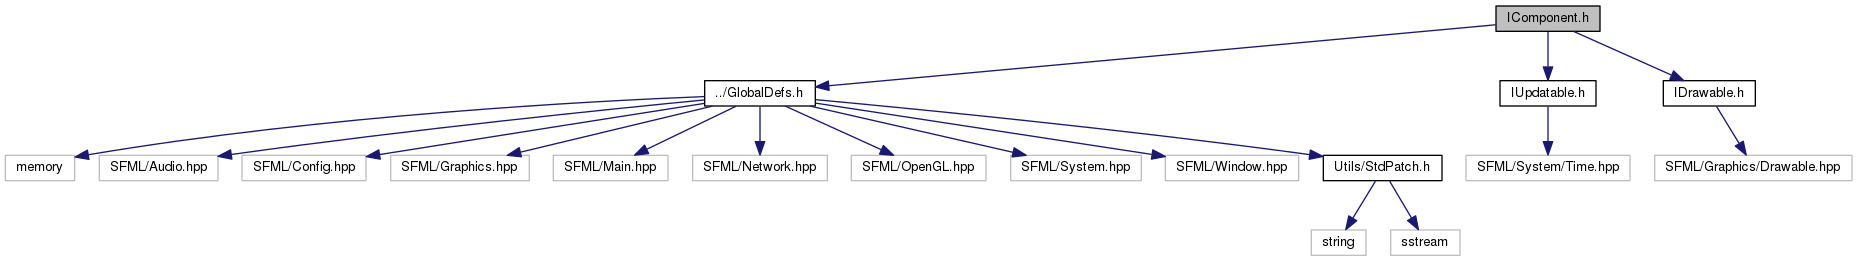 IComponent.h
../GlobalDefs.h
IUpdatable.h
IDrawable.h
memory
SFML/Audio.hpp
SFML/Config.hpp
SFML/Graphics.hpp
SFML/Main.hpp
SFML/Network.hpp
SFML/OpenGL.hpp
SFML/System.hpp
SFML/Window.hpp
Utils/StdPatch.h
SFML/System/Time.hpp
SFML/Graphics/Drawable.hpp
string
sstream